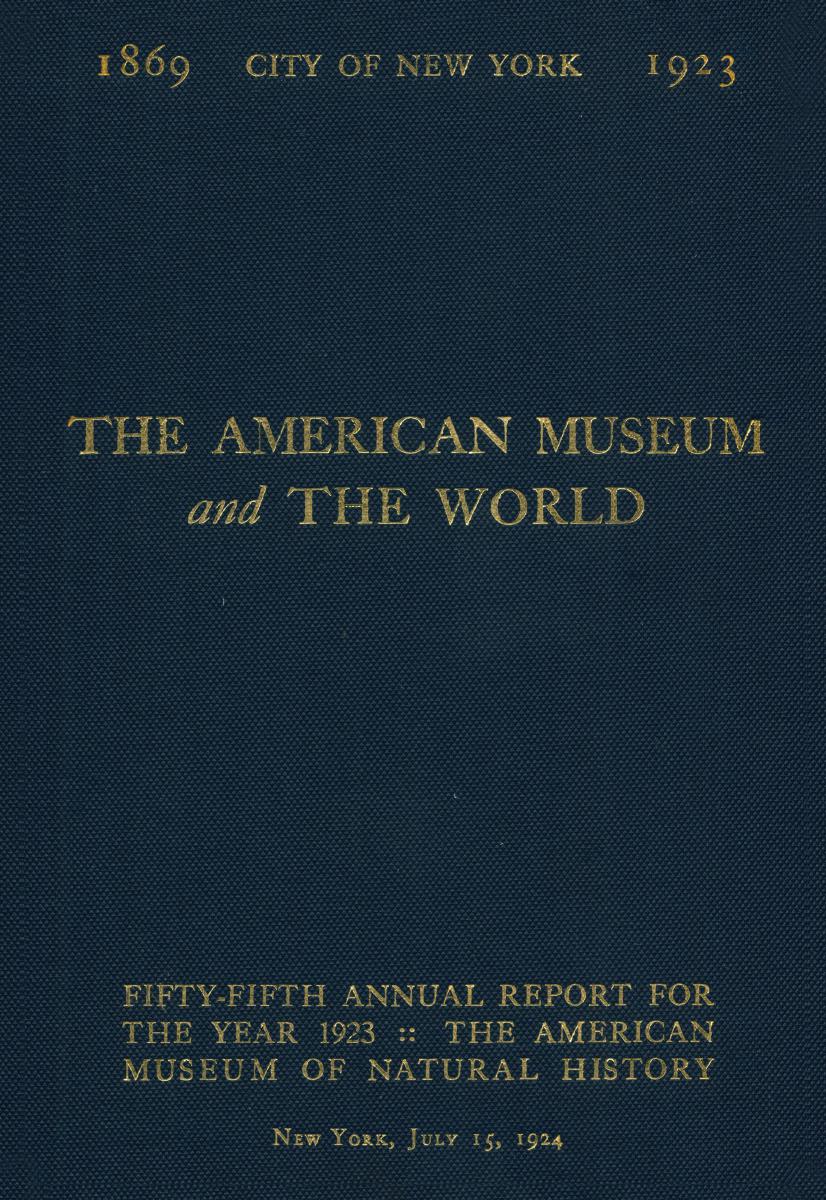 1869 CITY OF NEW YORK 1923
THE AMERICAN MUSEUM
and THE WORLD
FIFTY-FIFTH ANNUAL REPORT FOR
THE YEAR 1923 :: THE AMERICAN
MUSEUM OF NATURAL HISTORY
New York, July 15, 1924